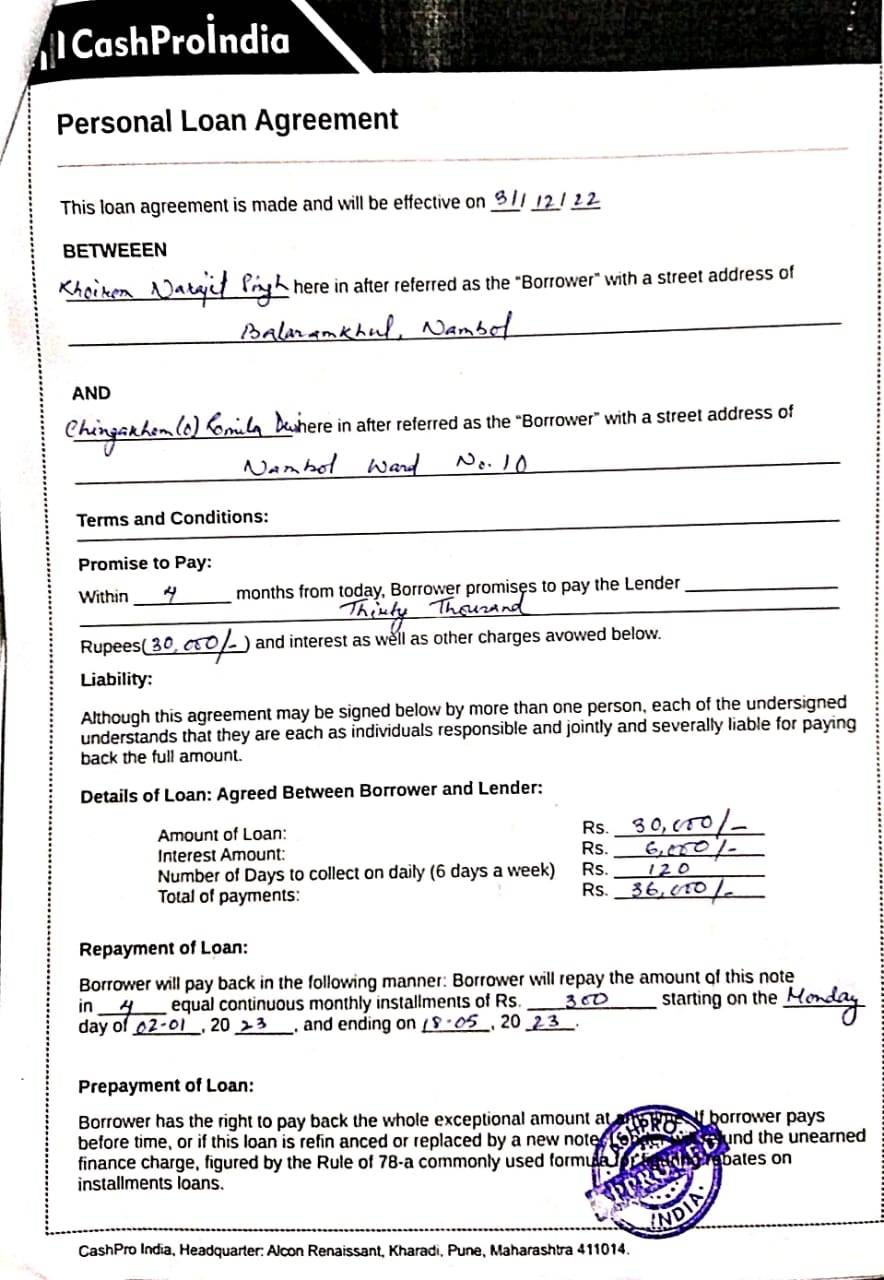 CashProIndia
Personal Loan Agreement
This loan agreement is made and will be effective on 31/ 12 / 22
BETWEEEN
Khoirom Narajit Singh here in after referred as the “Borrower” with a street address of
Balaramkhul, Nambol
AND
Chingakham (o) Romila Devi here in after referred as the “Borrower” with a street address of
Nambol Ward No. 10
Terms and Conditions:
Promise to Pay:
Within 4 months from today, Borrower promises to pay the Lender
Thirty Thousand
Rupees( 30,000/- ) and interest as well as other charges avowed below.
Liability:
Although this agreement may be signed below by more than one person, each of the undersigned
understands that they are each as individuals responsible and jointly and severally liable for paying
back the full amount.
Details of Loan: Agreed Between Borrower and Lender:
Amount of Loan: Rs. 30,000/-
Interest Amount: Rs. 6,000/-
Number of Days to collect on daily (6 days a week) Rs. 120
Total of payments: Rs. 36,000/-
Repayment of Loan:
Borrower will pay back in the following manner: Borrower will repay the amount of this note
in 4 equal continuous monthly installments of Rs. 300 starting on the Monday
day of 02-01, 20 23, and ending on 18-05, 20 23.
Prepayment of Loan:
Borrower has the right to pay back the whole exceptional amount at any time. If borrower pays
before time, or if this loan is refin anced or replaced by a new note, Lender will refund the unearned
finance charge, figured by the Rule of 78-a commonly used formula for figuring rebates on
installments loans.
CASHPRO
APPROVED
INDIA
CashPro India, Headquarter: Alcon Renaissant, Kharadi, Pune, Maharashtra 411014.